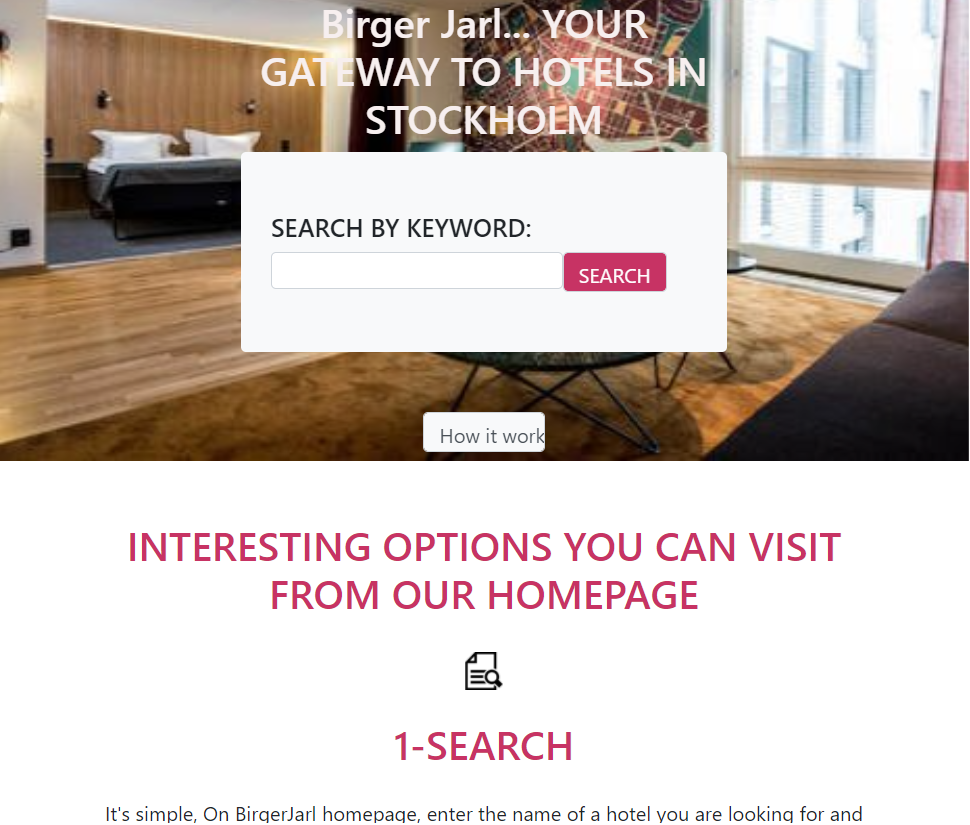 Birger Jarl... YOUR
GATEWAY TO HOTELS IN
STOCKHOLM
SEARCH BY KEYWORD:
SEARCH
How it work
INTERESTING OPTIONS YOU CAN VISIT
FROM OUR HOMEPAGE
1-SEARCH
It's simple, On BirgerJarl homepage, enter the name of a hotel you are looking for and